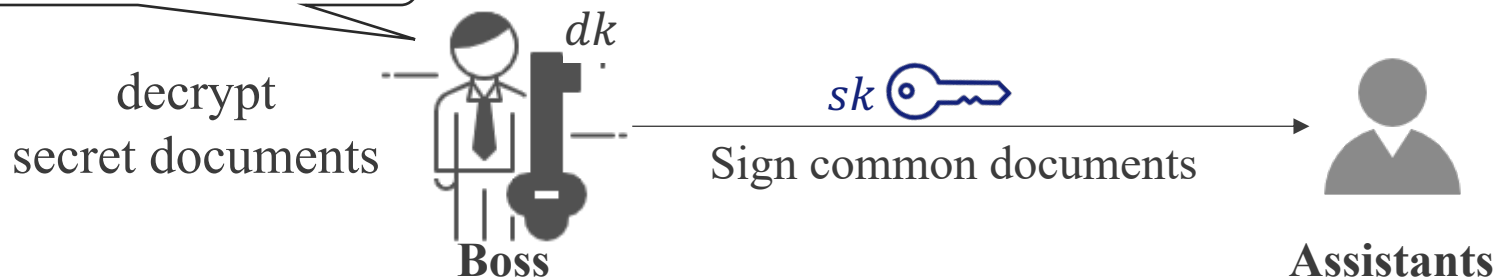 dk
decrypt
secret documents
sk
Sign common documents
Boss
Assistants